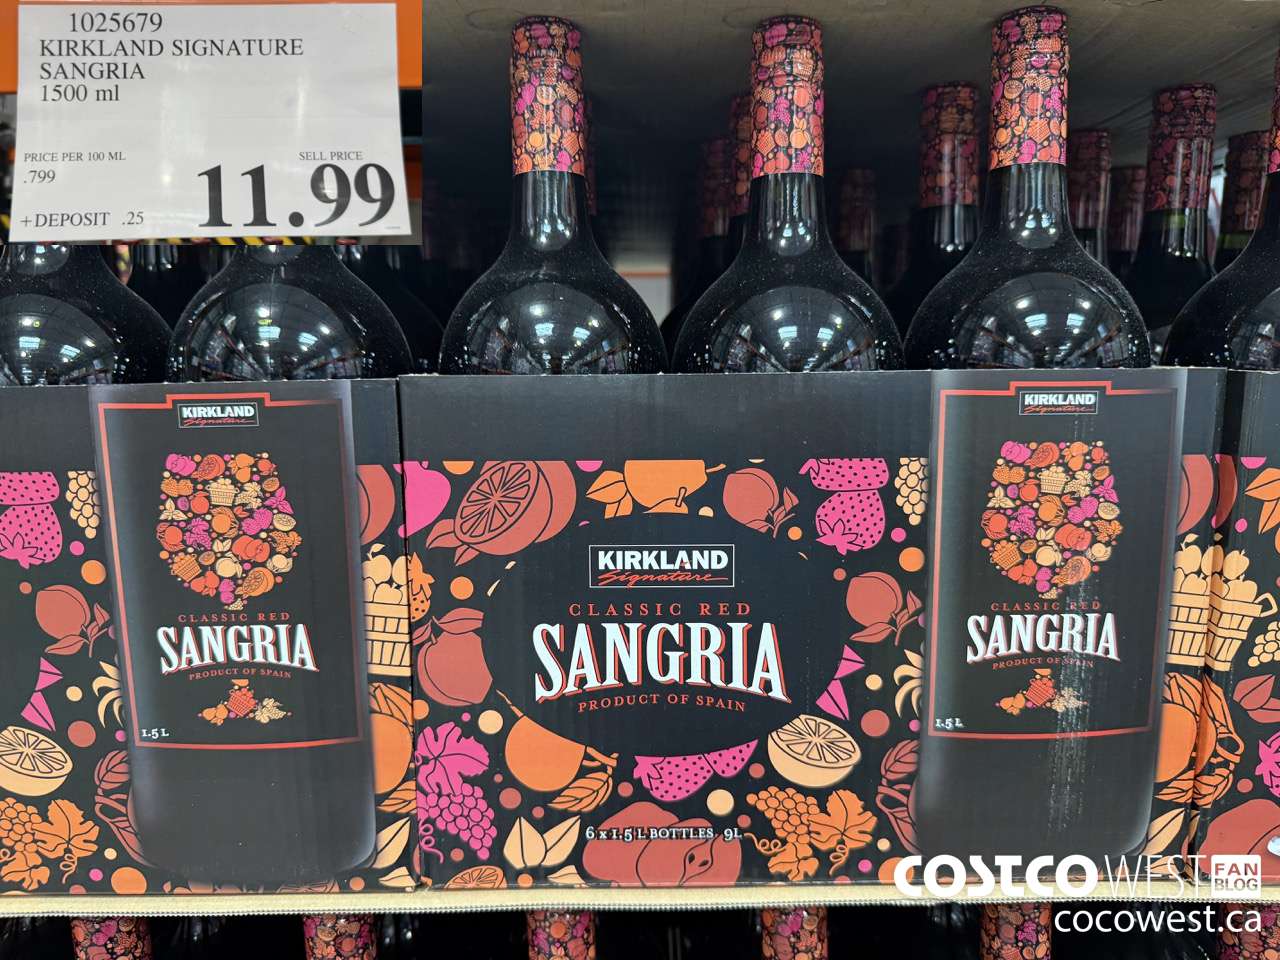 1025679
KIRKLAND SIGNATURE
SANGRIA
1500 ml
PRICE PER 100 ML
.799
SELL PRICE
11.99
+DEPOSIT .25
KIRKLAND
Signature
CLASSIC RED
SANGRIA
PRODUCT OF SPAIN
1.5 L
KIRKLAND
Signature
CLASSIC RED
SANGRIA
PRODUCT OF SPAIN
6 x 1.5 L BOTTLES. 9L
KIRKLAND
Signature
CLASSIC RED
SANGRIA
PRODUCT OF SPAIN
1.5 L
COSTCO WEST FAN BLOG
cocowest.ca